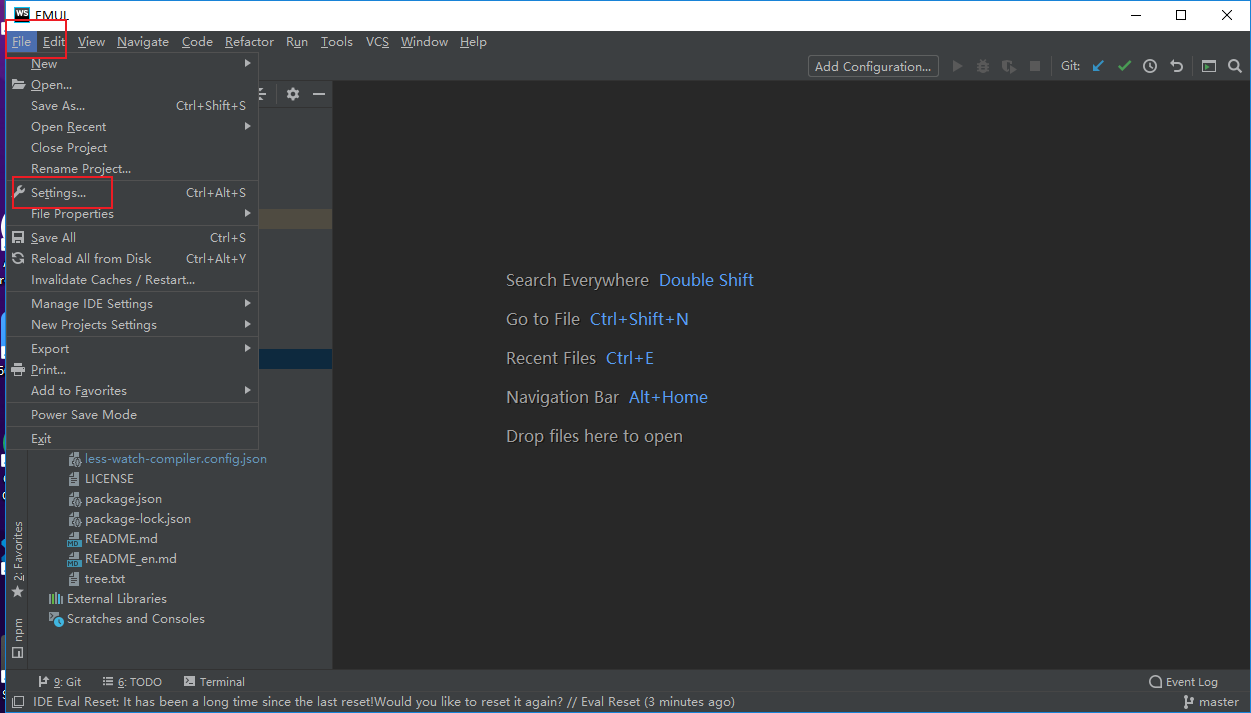 WS EMUI
File Edit View Navigate Code Refactor Run Tools VCS Window Help
Add Configuration... Git:
New
Open...
Save As... Ctrl+Shift+S
Open Recent
Close Project
Rename Project...
Settings... Ctrl+Alt+S
File Properties
Save All Ctrl+S
Reload All from Disk Ctrl+Alt+Y
Invalidate Caches / Restart...
Manage IDE Settings
New Projects Settings
Export
Print...
Add to Favorites
Power Save Mode
Exit
Search Everywhere Double Shift
Go to File Ctrl+Shift+N
Recent Files Ctrl+E
Navigation Bar Alt+Home
Drop files here to open
less-watch-compiler.config.json
LICENSE
package.json
package-lock.json
README.md
README_en.md
tree.txt
External Libraries
Scratches and Consoles
2: Favorites
npm
9: Git 6: TODO Terminal Event Log
IDE Eval Reset: It has been a long time since the last reset!Would you like to reset it again? // Eval Reset (3 minutes ago) master